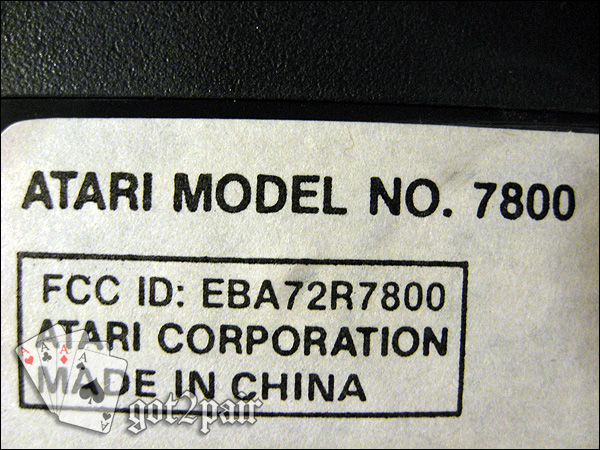 ATARI MODEL NO. 7800
FCC ID: EBA72R7800
ATARI CORPORATION
MADE IN CHINA
got2pair